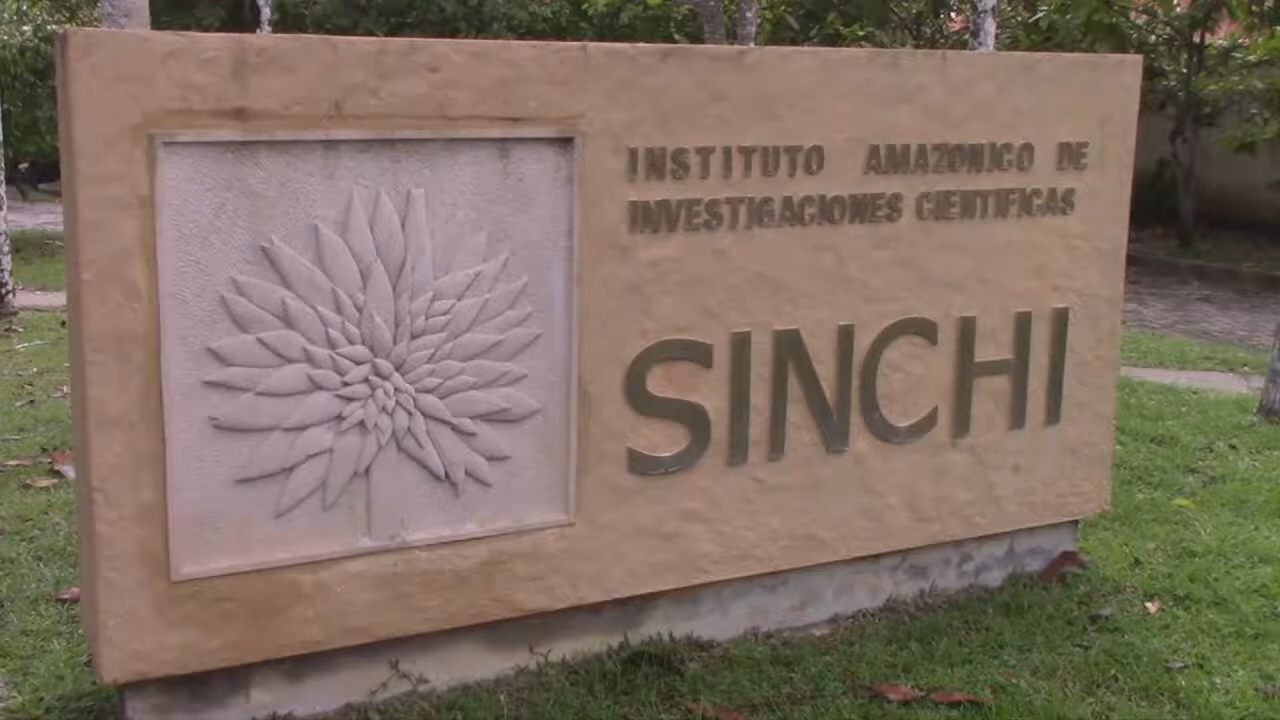 INSTITUTO AMAZONICO DE
INVESTIGACIONES CIENTIFICAS
SINCHI